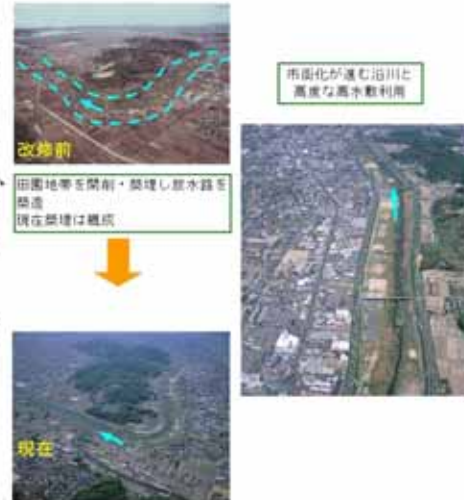 改修前
田園地帯を開削・築堤し放水路を
築造
現在築堤は概成
現在
市街化が進む沿川と
高度な高水敷利用